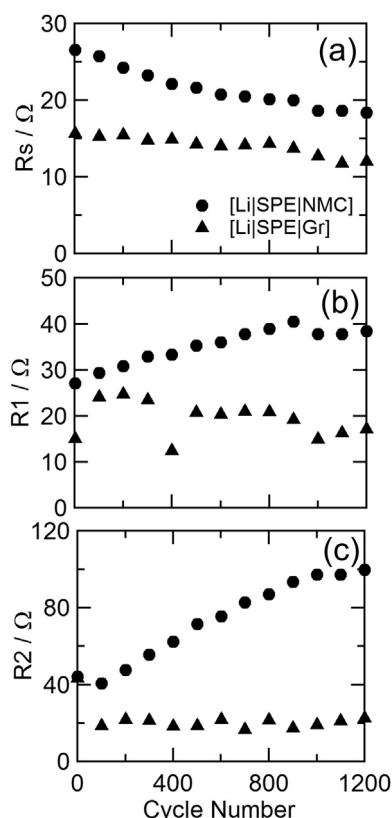 (a)
30
20
10
0
Rs / Ω
[Li|SPE|NMC]
[Li|SPE|Gr]
(b)
50
40
30
20
10
0
R1 / Ω
(c)
120
80
40
0
R2 / Ω
0 400 800 1200
Cycle Number